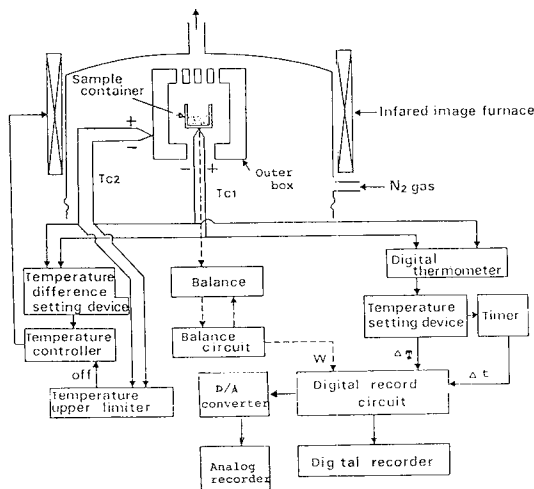 Sample
container
Infared image furnace
+
-
Tc2
-
+
Tc1
Outer
box
N2 gas
Digital
thermometer
Temperature
difference
setting device
Balance
Temperature
setting device
Timer
Temperature
controller
Balance
circuit
off
W
ΔT
Δt
Temperature
upper limiter
D/A
converter
Digital record
circuit
Analog
recorder
Digital recorder